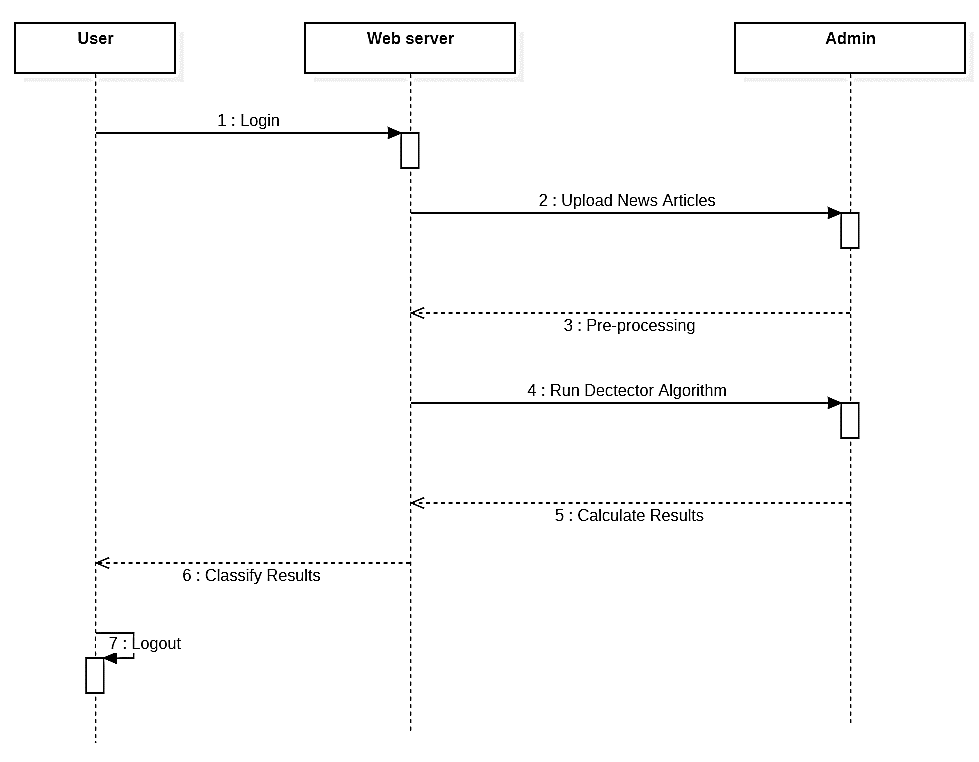 User
Web server
Admin
1 : Login
2 : Upload News Articles
3 : Pre-processing
4 : Run Dectector Algorithm
5 : Calculate Results
6 : Classify Results
7 : Logout